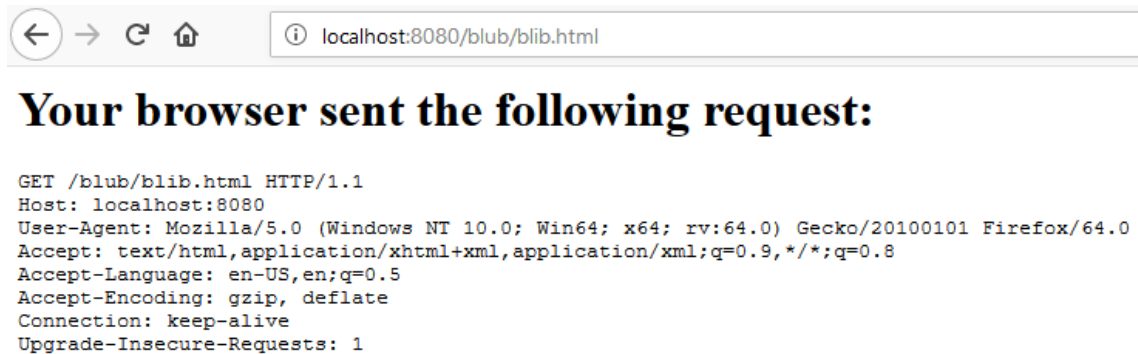 localhost:8080/blub/blib.html
Your browser sent the following request:
GET /blub/blib.html HTTP/1.1
Host: localhost:8080
User-Agent: Mozilla/5.0 (Windows NT 10.0; Win64; x64; rv:64.0) Gecko/20100101 Firefox/64.0
Accept: text/html,application/xhtml+xml,application/xml;q=0.9,*/*;q=0.8
Accept-Language: en-US,en;q=0.5
Accept-Encoding: gzip, deflate
Connection: keep-alive
Upgrade-Insecure-Requests: 1